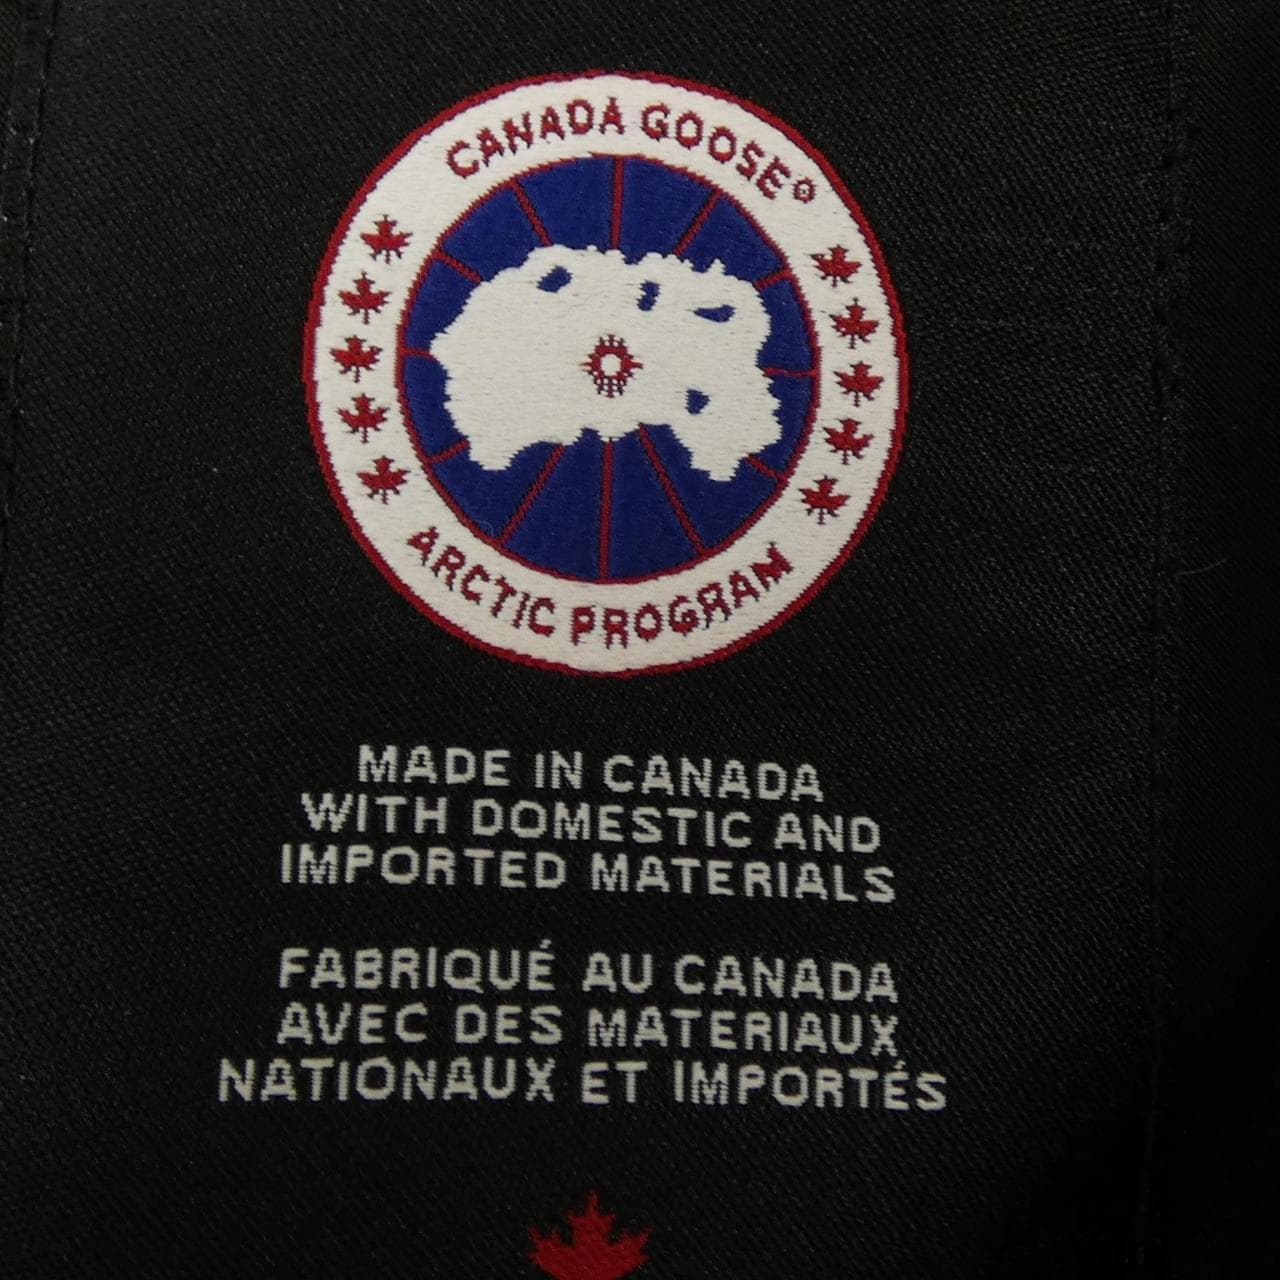 CANADA GOOSE®
ARCTIC PROGRAM
MADE IN CANADA
WITH DOMESTIC AND
IMPORTED MATERIALS
FABRIQUÉ AU CANADA
AVEC DES MATERIAUX
NATIONAUX ET IMPORTÉS